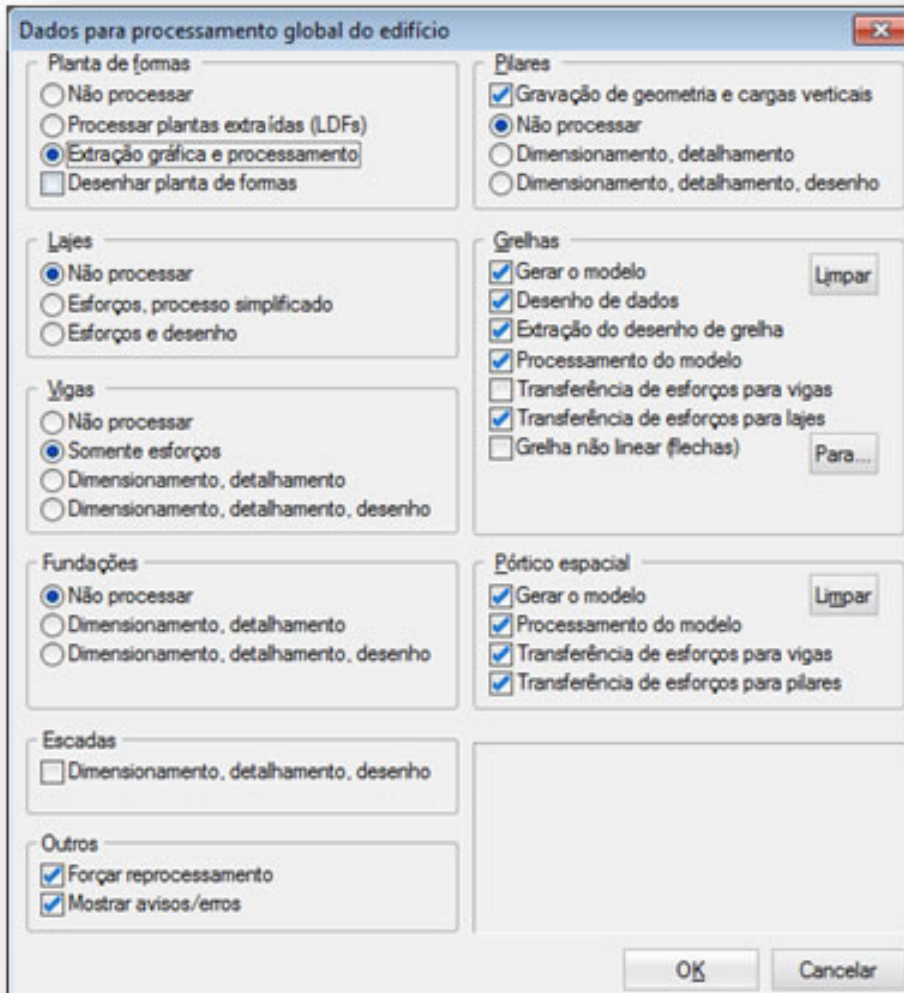 Dados para processamento global do edifício
Planta de formas
Não processar
Processar plantas extraídas (LDFs)
Extração gráfica e processamento
Desenhar planta de formas
Lajes
Não processar
Esforços, processo simplificado
Esforços e desenho
Vigas
Não processar
Somente esforços
Dimensionamento, detalhamento
Dimensionamento, detalhamento, desenho
Fundações
Não processar
Dimensionamento, detalhamento
Dimensionamento, detalhamento, desenho
Escadas
Dimensionamento, detalhamento, desenho
Outros
Forçar reprocessamento
Mostrar avisos/erros
Pilares
Gravação de geometria e cargas verticais
Não processar
Dimensionamento, detalhamento
Dimensionamento, detalhamento, desenho
Grelhas
Gerar o modelo
Limpar
Desenho de dados
Extração do desenho de grelha
Processamento do modelo
Transferência de esforços para vigas
Transferência de esforços para lajes
Grelha não linear (flechas)
Para...
Pórtico espacial
Gerar o modelo
Limpar
Processamento do modelo
Transferência de esforços para vigas
Transferência de esforços para pilares
OK
Cancelar